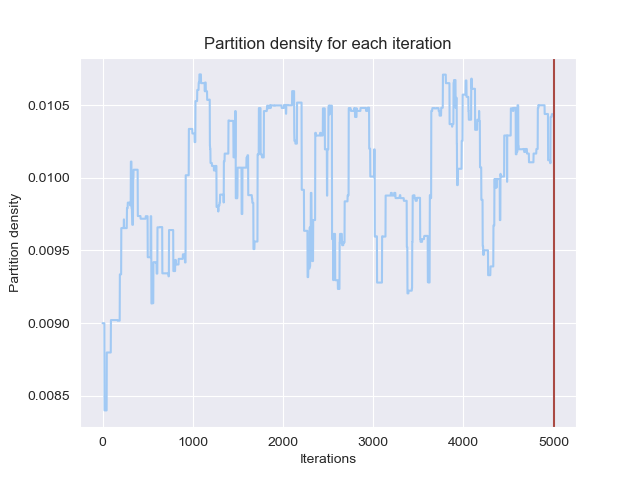 Partition density for each iteration
Partition density
0.0105
0.0100
0.0095
0.0090
0.0085
0 1000 2000 3000 4000 5000
Iterations